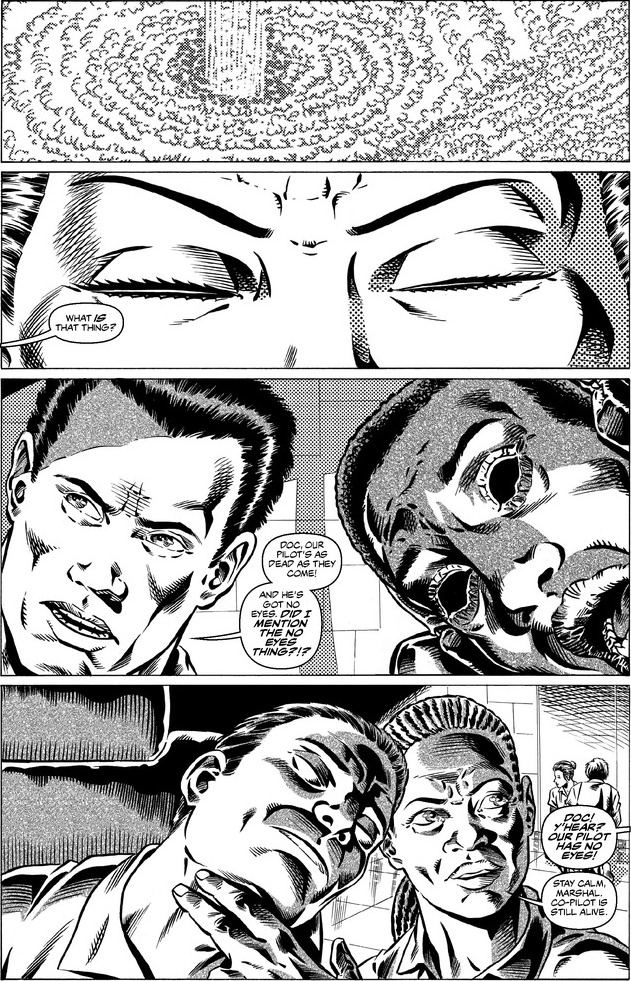 WHAT IS
THAT THING?
DOC, OUR
PILOT'S AS
DEAD AS THEY
COME!
AND HE'S
GOT NO
EYES. DID I
MENTION
THE NO
EYES
THING?!?
DOC!
Y'HEAR?
OUR PILOT
HAS NO
EYES!
STAY CALM,
MARSHAL.
CO-PILOT IS
STILL ALIVE.